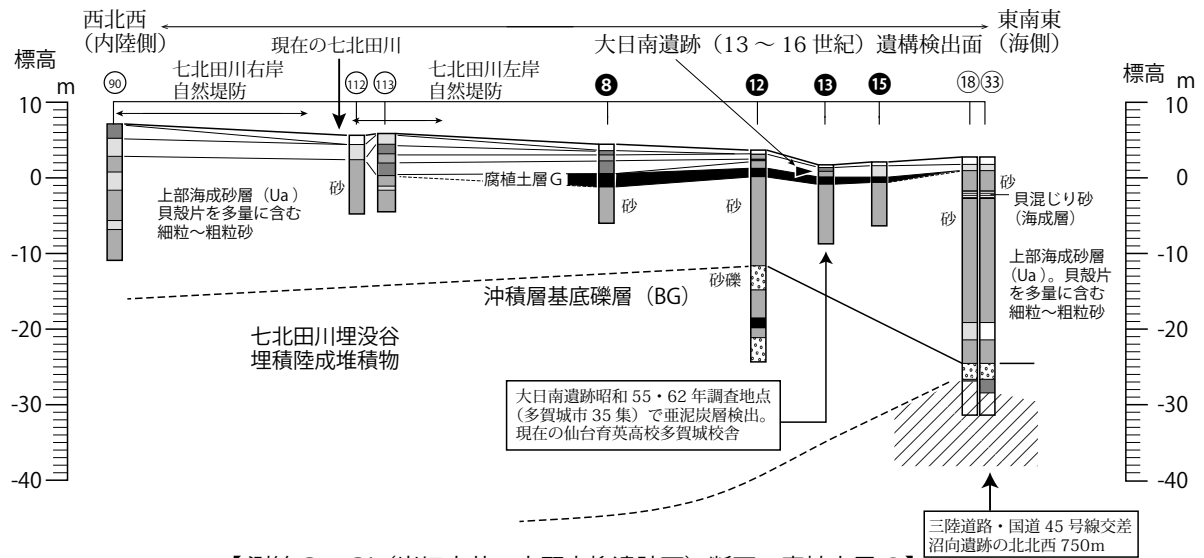 西北西
（内陸側）
東南東
（海側）
標高
m
現在の七北田川
大日南遺跡（13～16世紀）遺構検出面
標高
m
七北田川右岸
自然堤防
七北田川左岸
自然堤防
90
112
113
8
12
13
15
18
33
10
0
-10
-20
-30
-40
10
0
-10
-20
-30
-40
上部海成砂層（Ua）
貝殻片を多量に含む
細粒～粗粒砂
砂
腐植土層G
砂
砂
砂
砂
貝混じり砂
（海成層）
砂礫
沖積層基底礫層（BG）
上部海成砂層
（Ua）。貝殻片
を多量に含む
細粒～粗粒砂
七北田川埋没谷
埋積陸成堆積物
大日南遺跡昭和55・62年調査地点
（多賀城市35集）で亜泥炭層検出。
現在の仙台育英高校多賀城校舎
三陸道路・国道45号線交差
沼向遺跡の北北西750m